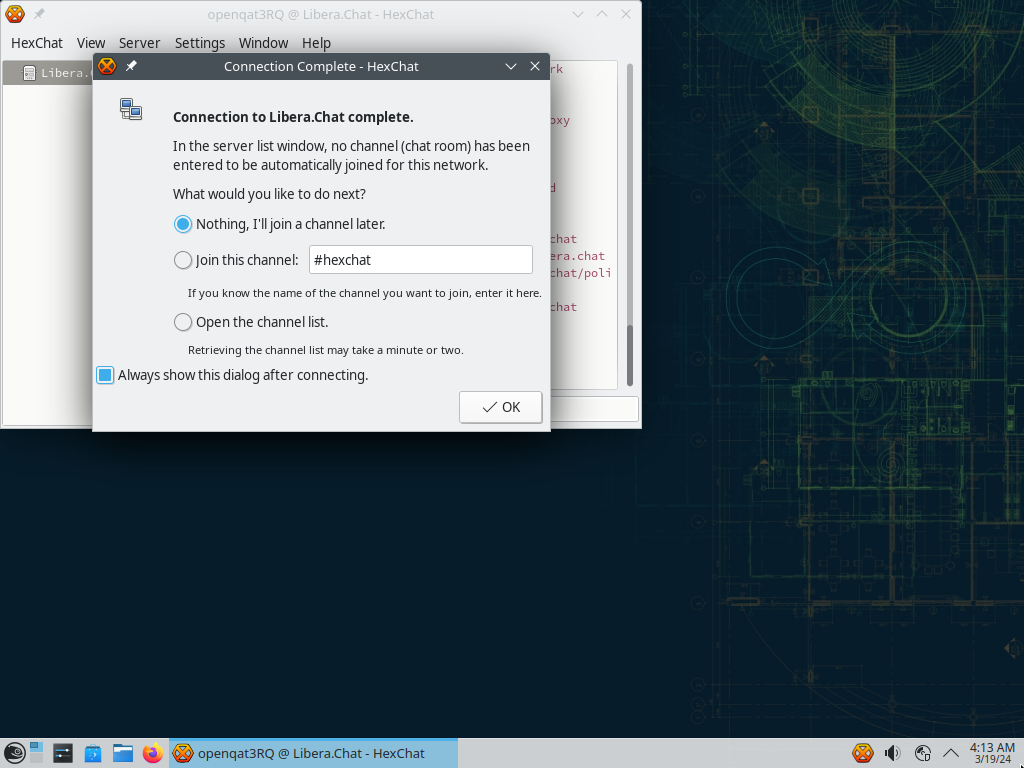 openqat3RQ @ Libera.Chat - HexChat
HexChat View Server Settings Window Help
Connection Complete - HexChat
Libera.
rk
Connection to Libera.Chat complete.
oxy
In the server list window, no channel (chat room) has been
entered to be automatically joined for this network.
What would you like to do next?
d
Nothing, I'll join a channel later.
chat
Join this channel: #hexchat
era.chat
chat/poli
If you know the name of the channel you want to join, enter it here.
chat
Open the channel list.
Retrieving the channel list may take a minute or two.
Always show this dialog after connecting.
OK
openqat3RQ @ Libera.Chat - HexChat
4:13 AM
3/19/24